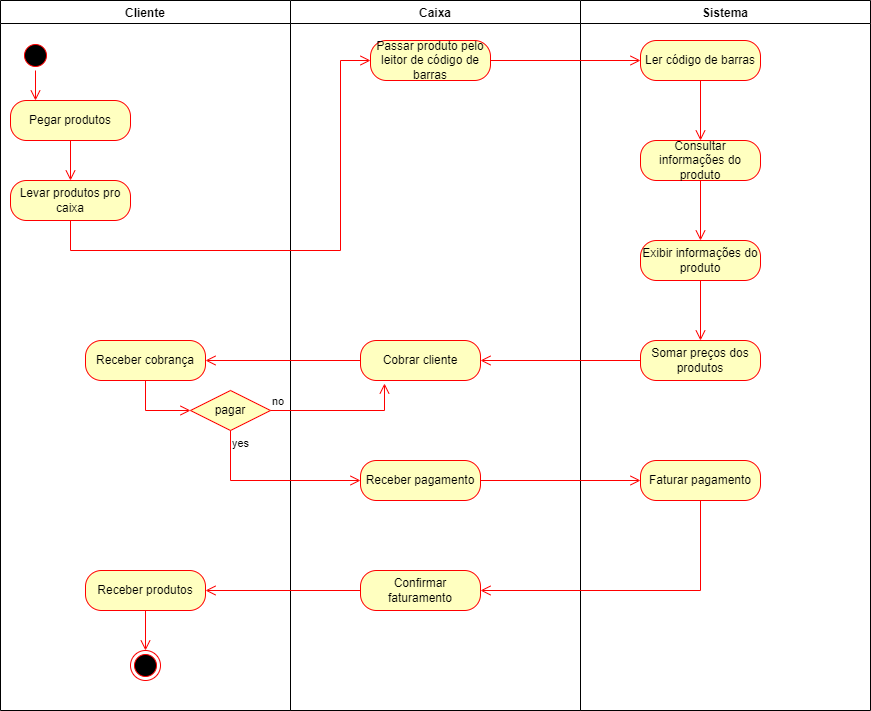 Cliente
Caixa
Sistema
Pegar produtos
Levar produtos pro
caixa
Passar produto pelo
leitor de código de
barras
Ler código de barras
Consultar
informações do
produto
Exibir informações do
produto
Somar preços dos
produtos
Cobrar cliente
Receber cobrança
pagar
no
yes
Receber pagamento
Faturar pagamento
Confirmar
faturamento
Receber produtos